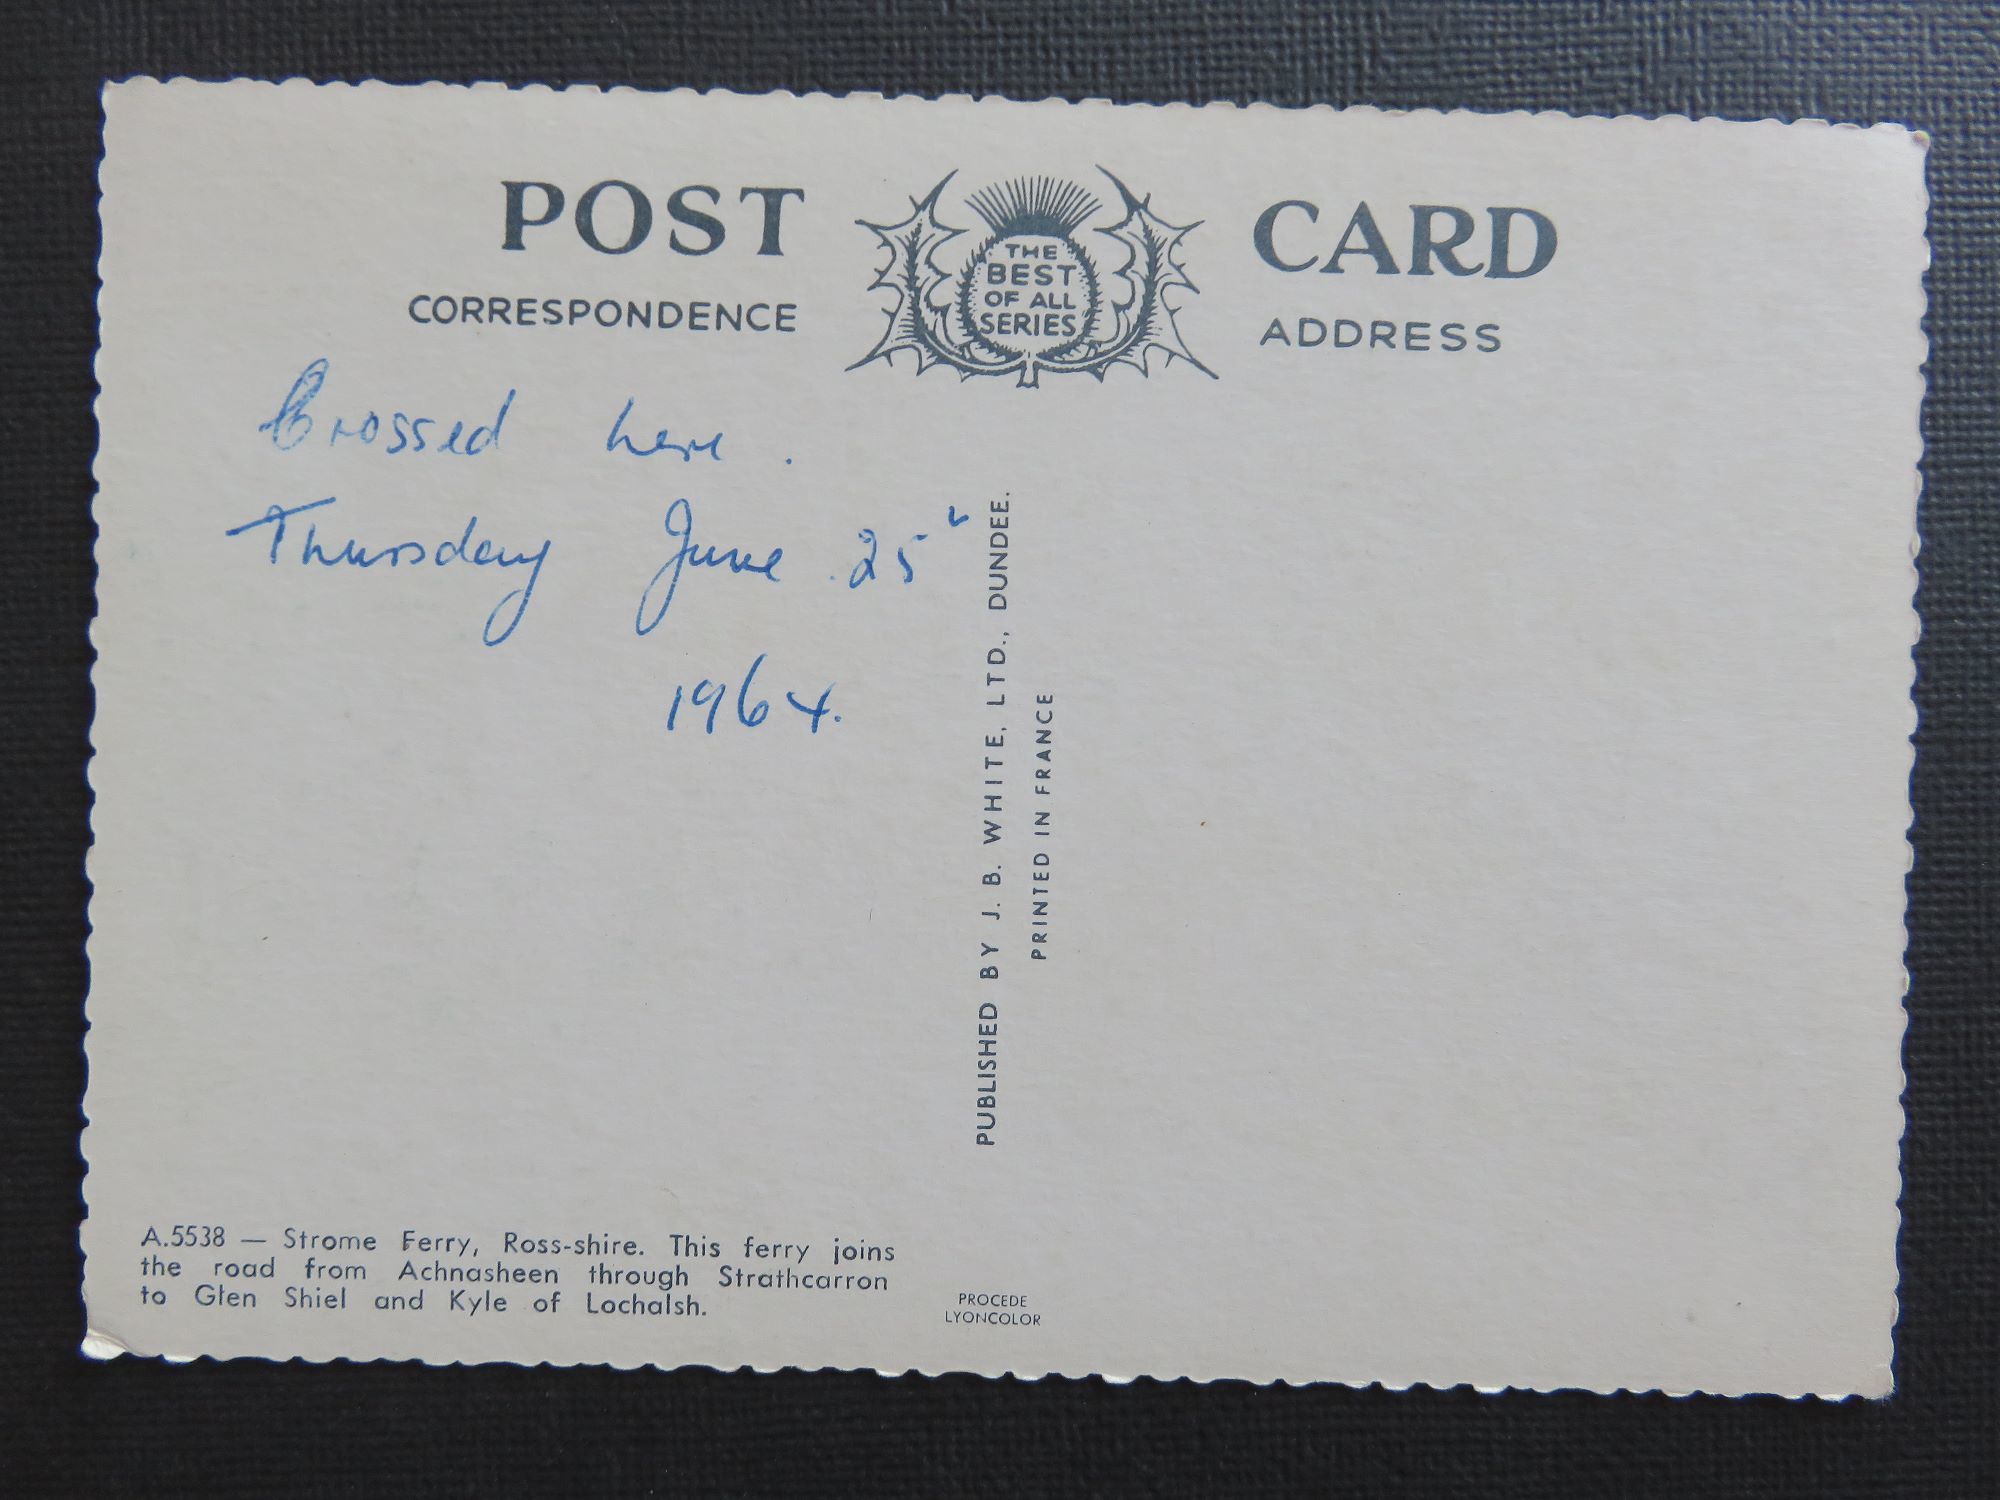 POST CARD
THE
BEST
OF ALL
SERIES
CORRESPONDENCE
ADDRESS
Crossed here.
Thursday June 25
1964.
PUBLISHED BY J. B. WHITE, LTD., DUNDEE.
PRINTED IN FRANCE
A.5538 — Strome Ferry, Ross-shire. This ferry joins
the road from Achnasheen through Strathcarron
to Glen Shiel and Kyle of Lochalsh.
PROCEDE
LYONCOLOR